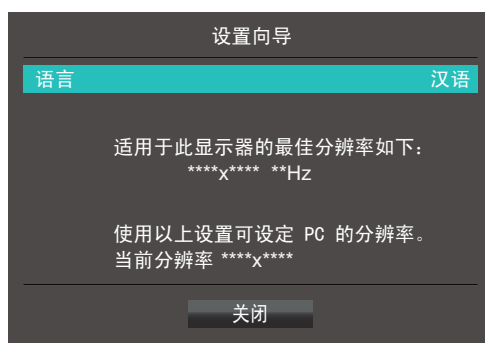 设置向导
语言 汉语
适用于此显示器的最佳分辨率如下：
****x**** **Hz
使用以上设置可设定 PC 的分辨率。
当前分辨率 ****x****
关闭